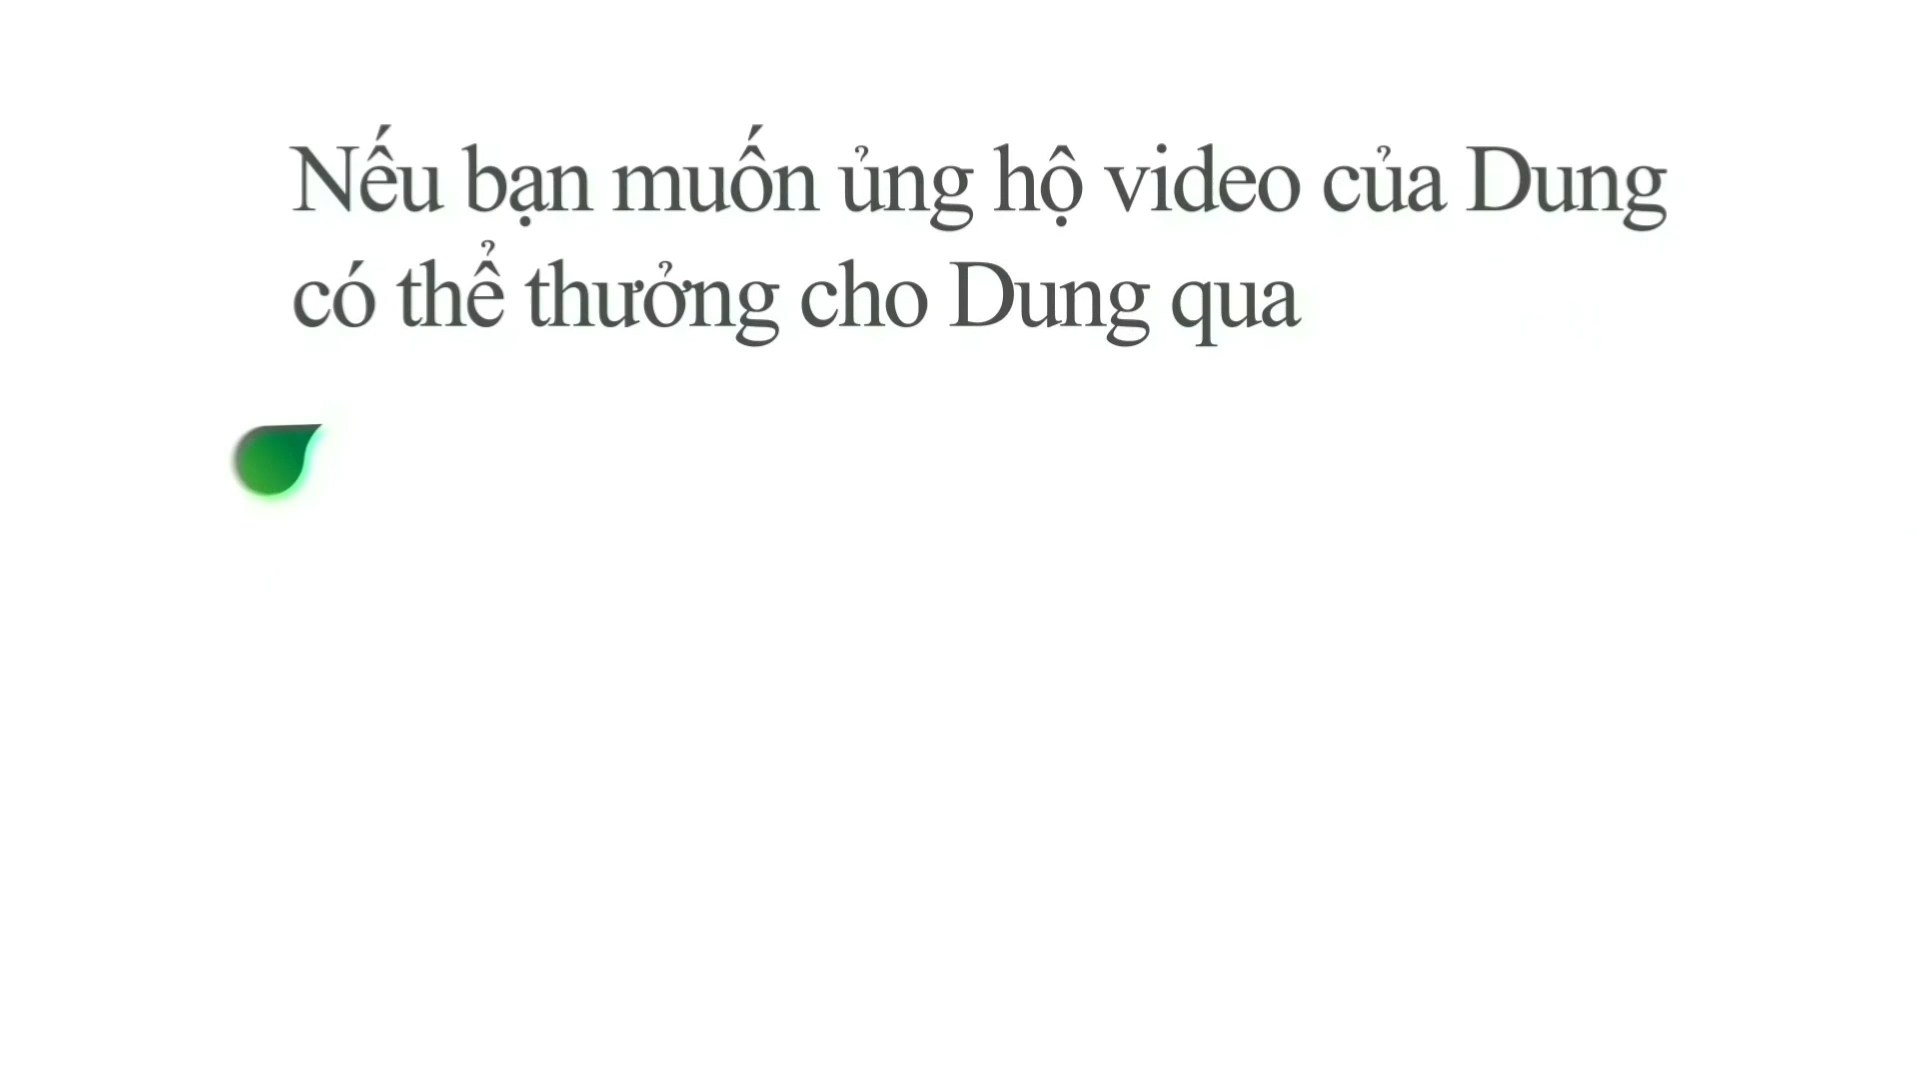 Nếu bạn muốn ủng hộ video của Dung
có thể thưởng cho Dung qua